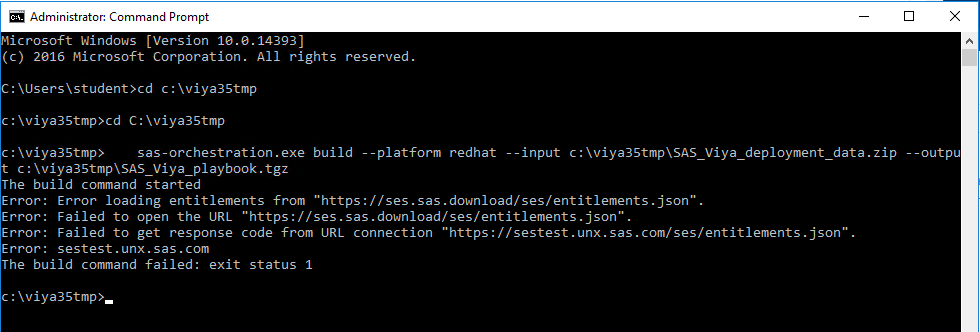 Administrator: Command Prompt
Microsoft Windows [Version 10.0.14393]
(c) 2016 Microsoft Corporation. All rights reserved.
C:\Users\student>cd c:\viya35tmp
c:\viya35tmp>cd C:\viya35tmp
c:\viya35tmp>    sas-orchestration.exe build --platform redhat --input c:\viya35tmp\SAS_Viya_deployment_data.zip --outpu
t c:\viya35tmp\SAS_Viya_playbook.tgz
The build command started
Error: Error loading entitlements from "https://ses.sas.download/ses/entitlements.json".
Error: Failed to open the URL "https://ses.sas.download/ses/entitlements.json".
Error: Failed to get response code from URL connection "https://sestest.unx.sas.com/ses/entitlements.json".
Error: sestest.unx.sas.com
The build command failed: exit status 1
c:\viya35tmp>